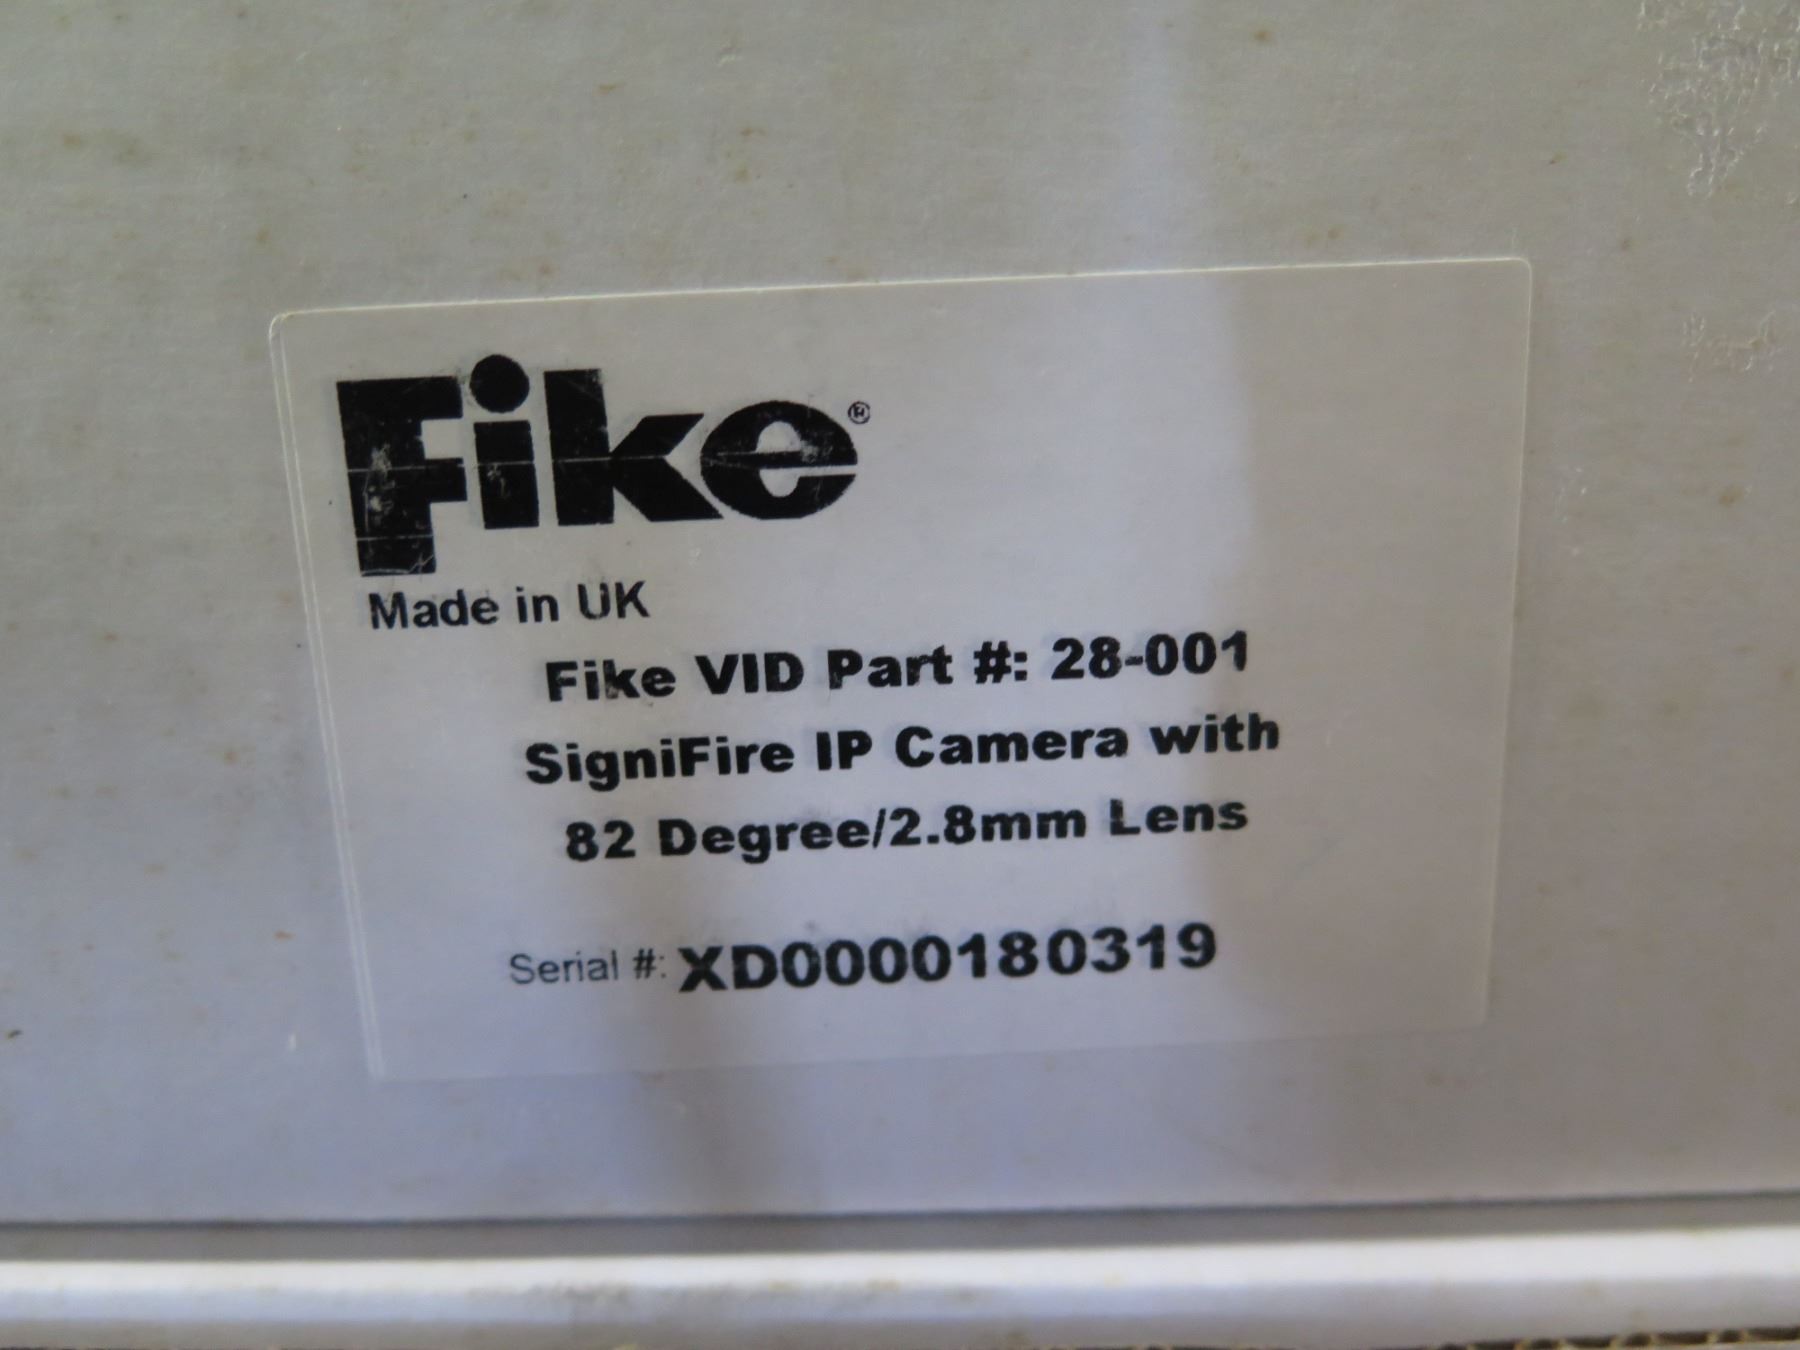 Fike®
Made in UK
Fike VID Part #: 28-001
SigniFire IP Camera with
82 Degree/2.8mm Lens
Serial #: XD0000180319